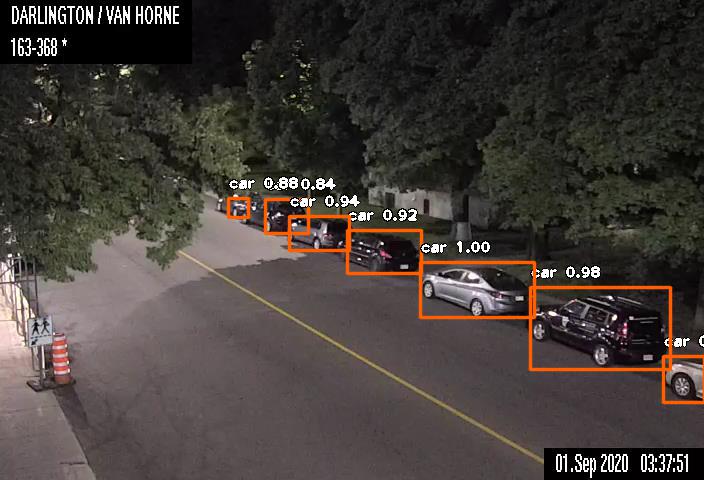 DARLINGTON / VAN HORNE
163-368 *
car 0.88
0.84
car 0.94
car 0.92
car 1.00
car 0.98
car
01.Sep 2020 03:37:51